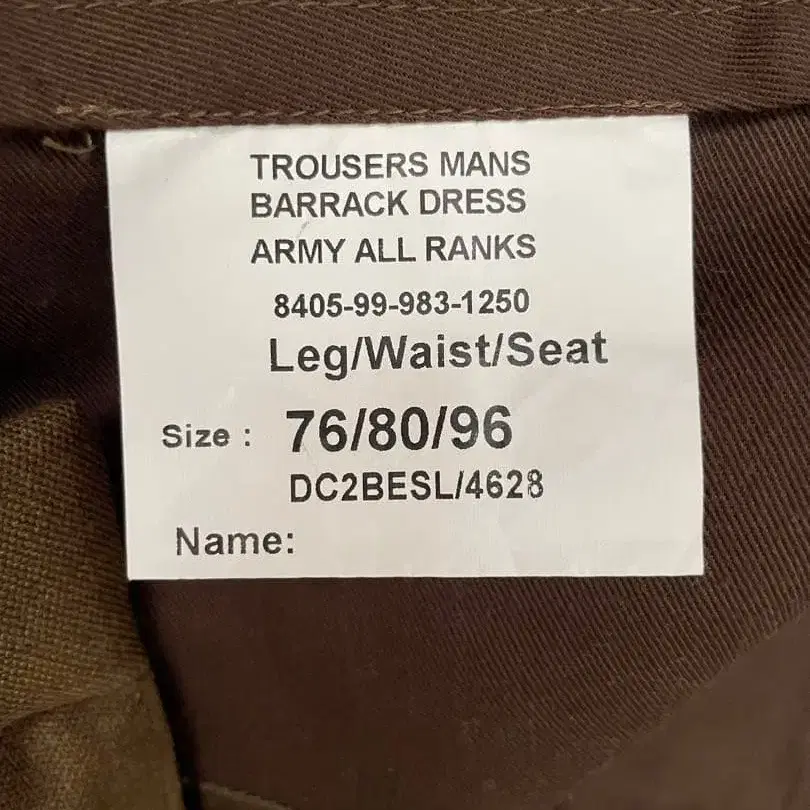 TROUSERS MANS
BARRACK DRESS
ARMY ALL RANKS
8405-99-983-1250
Leg/Waist/Seat
Size : 76/80/96
DC2BESL/4628
Name: